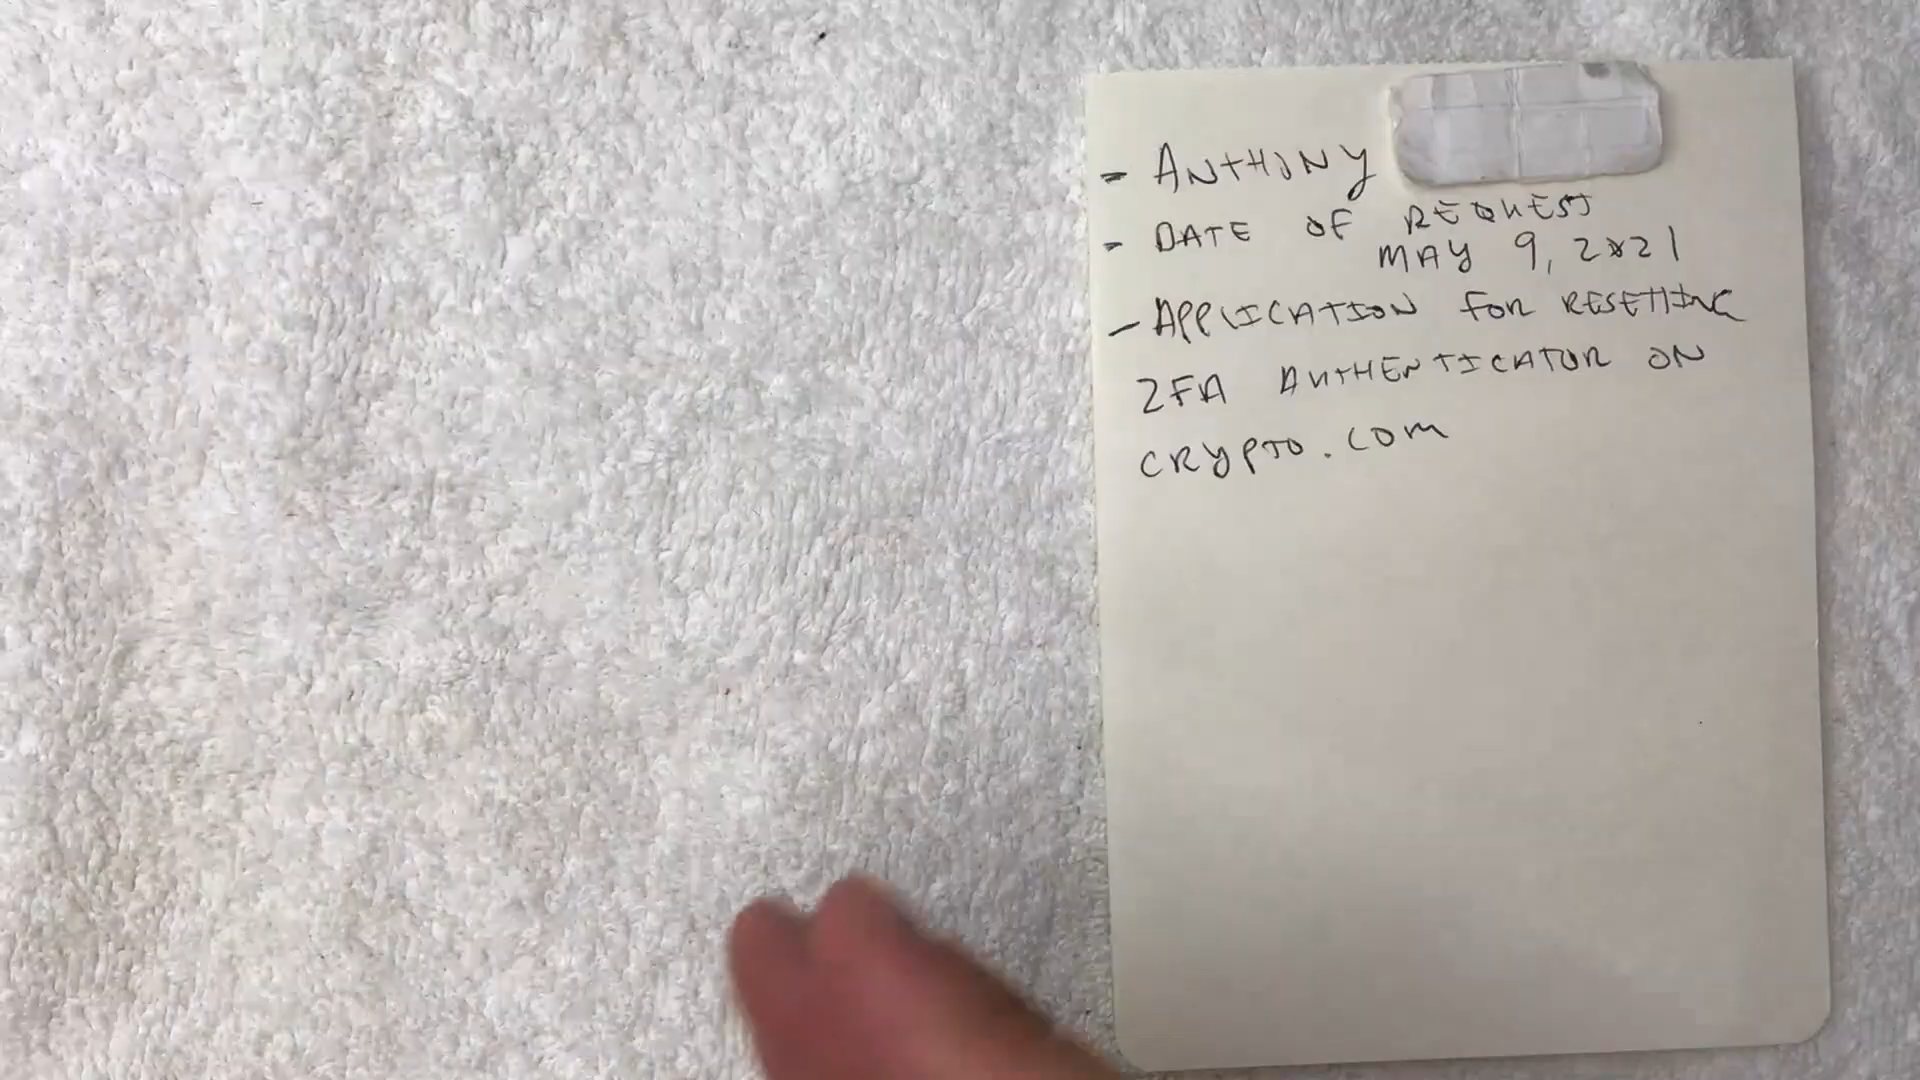 - ANTHONY
- DATE OF REQUEST
MAY 9, 2021
- APPLICATION FOR RESETTING
2FA AUTHENTICATOR ON
CRYPTO.COM